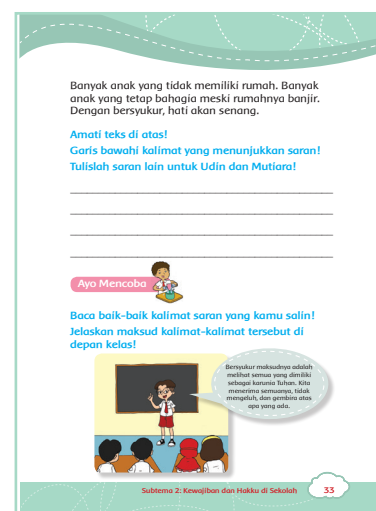 Banyak anak yang tidak memiliki rumah. Banyak
anak yang tetap bahagia meski rumahnya banjir.
Dengan bersyukur, hati akan senang.
Amati teks di atas!
Garis bawahi kalimat yang menunjukkan saran!
Tulislah saran lain untuk Udin dan Mutiara!
Ayo Mencoba
Baca baik-baik kalimat saran yang kamu salin!
Jelaskan maksud kalimat-kalimat tersebut di
depan kelas!
Bersyukur maksudnya adalah
melihat semua yang dimiliki
sebagai karunia Tuhan. Kita
menerima semuanya, tidak
mengeluh, dan gembira atas
apa yang ada.
Subtema 2: Kewajiban dan Hakku di Sekolah
33